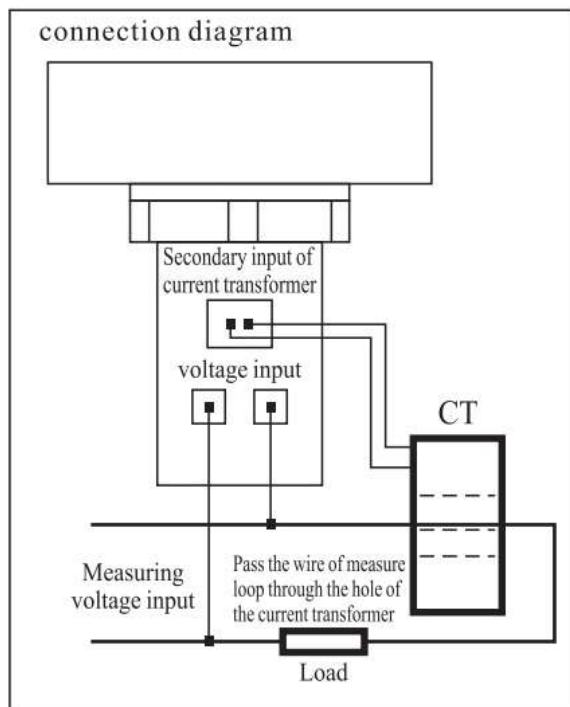 connection diagram
Secondary input of
current transformer
voltage input
CT
Measuring
voltage input
Pass the wire of measure
loop through the hole of
the current transformer
Load